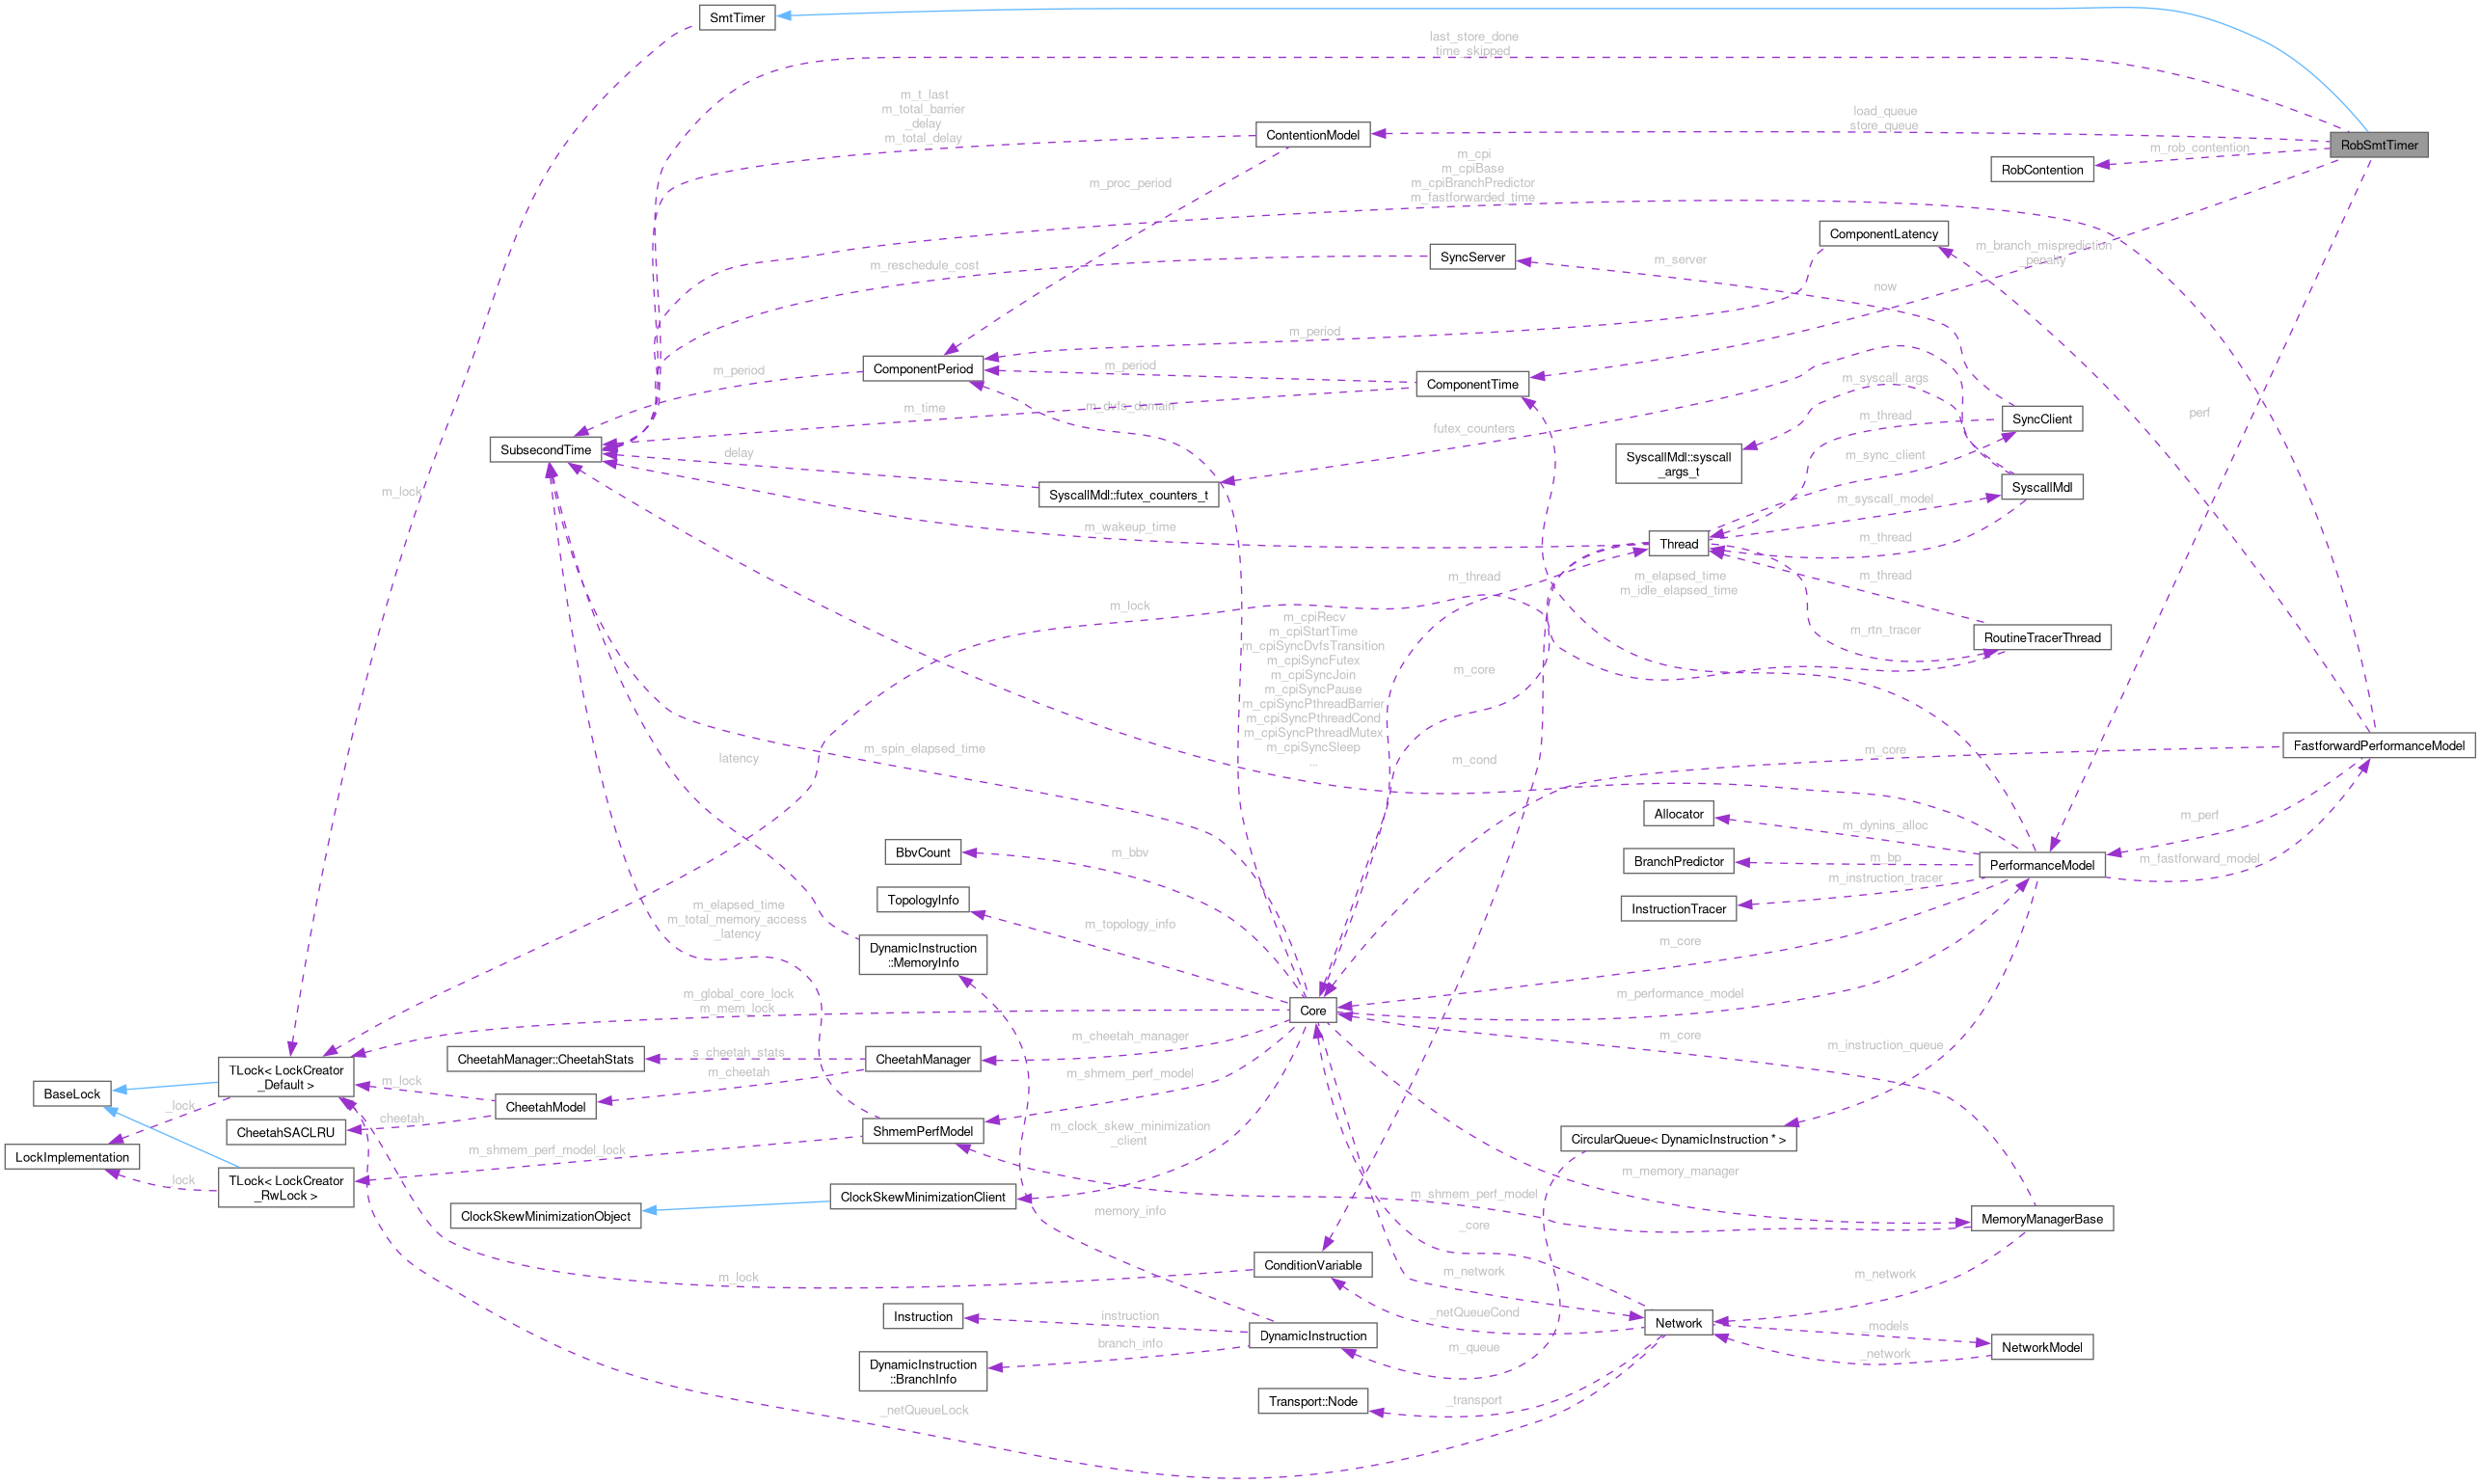 SmtTimer
last_store_done
time_skipped
m_t_last
m_total_barrier
_delay
m_total_delay
ContentionModel
load_queue
store_queue
RobSmtTimer
m_rob_contention
RobContention
m_cpi
m_cpiBase
m_cpiBranchPredictor
m_fastforwarded_time
m_proc_period
ComponentLatency
m_branch_misprediction
_penalty
SyncServer
m_reschedule_cost
m_server
now
m_period
m_period
ComponentPeriod
m_period
ComponentTime
m_time
m_dvfs_domain
m_syscall_args
perf
SyncClient
m_thread
futex_counters
SubsecondTime
delay
SyscallMdl::syscall
_args_t
m_sync_client
m_lock
SyscallMdl::futex_counters_t
SyscallMdl
m_syscall_model
m_wakeup_time
Thread
m_thread
m_thread
m_elapsed_time
m_idle_elapsed_time
m_thread
m_lock
m_cpiRecv
m_cpiStartTime
m_cpiSyncDvfsTransition
m_cpiSyncFutex
m_cpiSyncJoin
m_cpiSyncPause
m_cpiSyncPthreadBarrier
m_cpiSyncPthreadCond
m_cpiSyncPthreadMutex
m_cpiSyncSleep
...
m_rtn_tracer
RoutineTracerThread
m_core
m_spin_elapsed_time
latency
m_cond
m_core
FastforwardPerformanceModel
Allocator
m_dynins_alloc
m_perf
BbvCount
m_bbv
BranchPredictor
m_bp
PerformanceModel
m_fastforward_model
m_instruction_tracer
TopologyInfo
InstructionTracer
m_elapsed_time
m_total_memory_access
_latency
m_topology_info
DynamicInstruction
::MemoryInfo
m_core
m_global_core_lock
m_mem_lock
m_performance_model
Core
m_cheetah_manager
m_core
m_instruction_queue
CheetahManager::CheetahStats
s_cheetah_stats
CheetahManager
TLock< LockCreator
_Default >
m_lock
m_cheetah
m_shmem_perf_model
BaseLock
_lock
CheetahModel
cheetah
CheetahSACLRU
ShmemPerfModel
m_clock_skew_minimization
_client
CircularQueue< DynamicInstruction * >
LockImplementation
m_shmem_perf_model_lock
_lock
TLock< LockCreator
_RwLock >
m_memory_manager
m_shmem_perf_model
ClockSkewMinimizationClient
ClockSkewMinimizationObject
memory_info
_core
MemoryManagerBase
ConditionVariable
m_lock
m_network
m_network
Instruction
instruction
_netQueueCond
Network
_models
DynamicInstruction
branch_info
m_queue
_network
NetworkModel
DynamicInstruction
::BranchInfo
Transport::Node
_transport
_netQueueLock